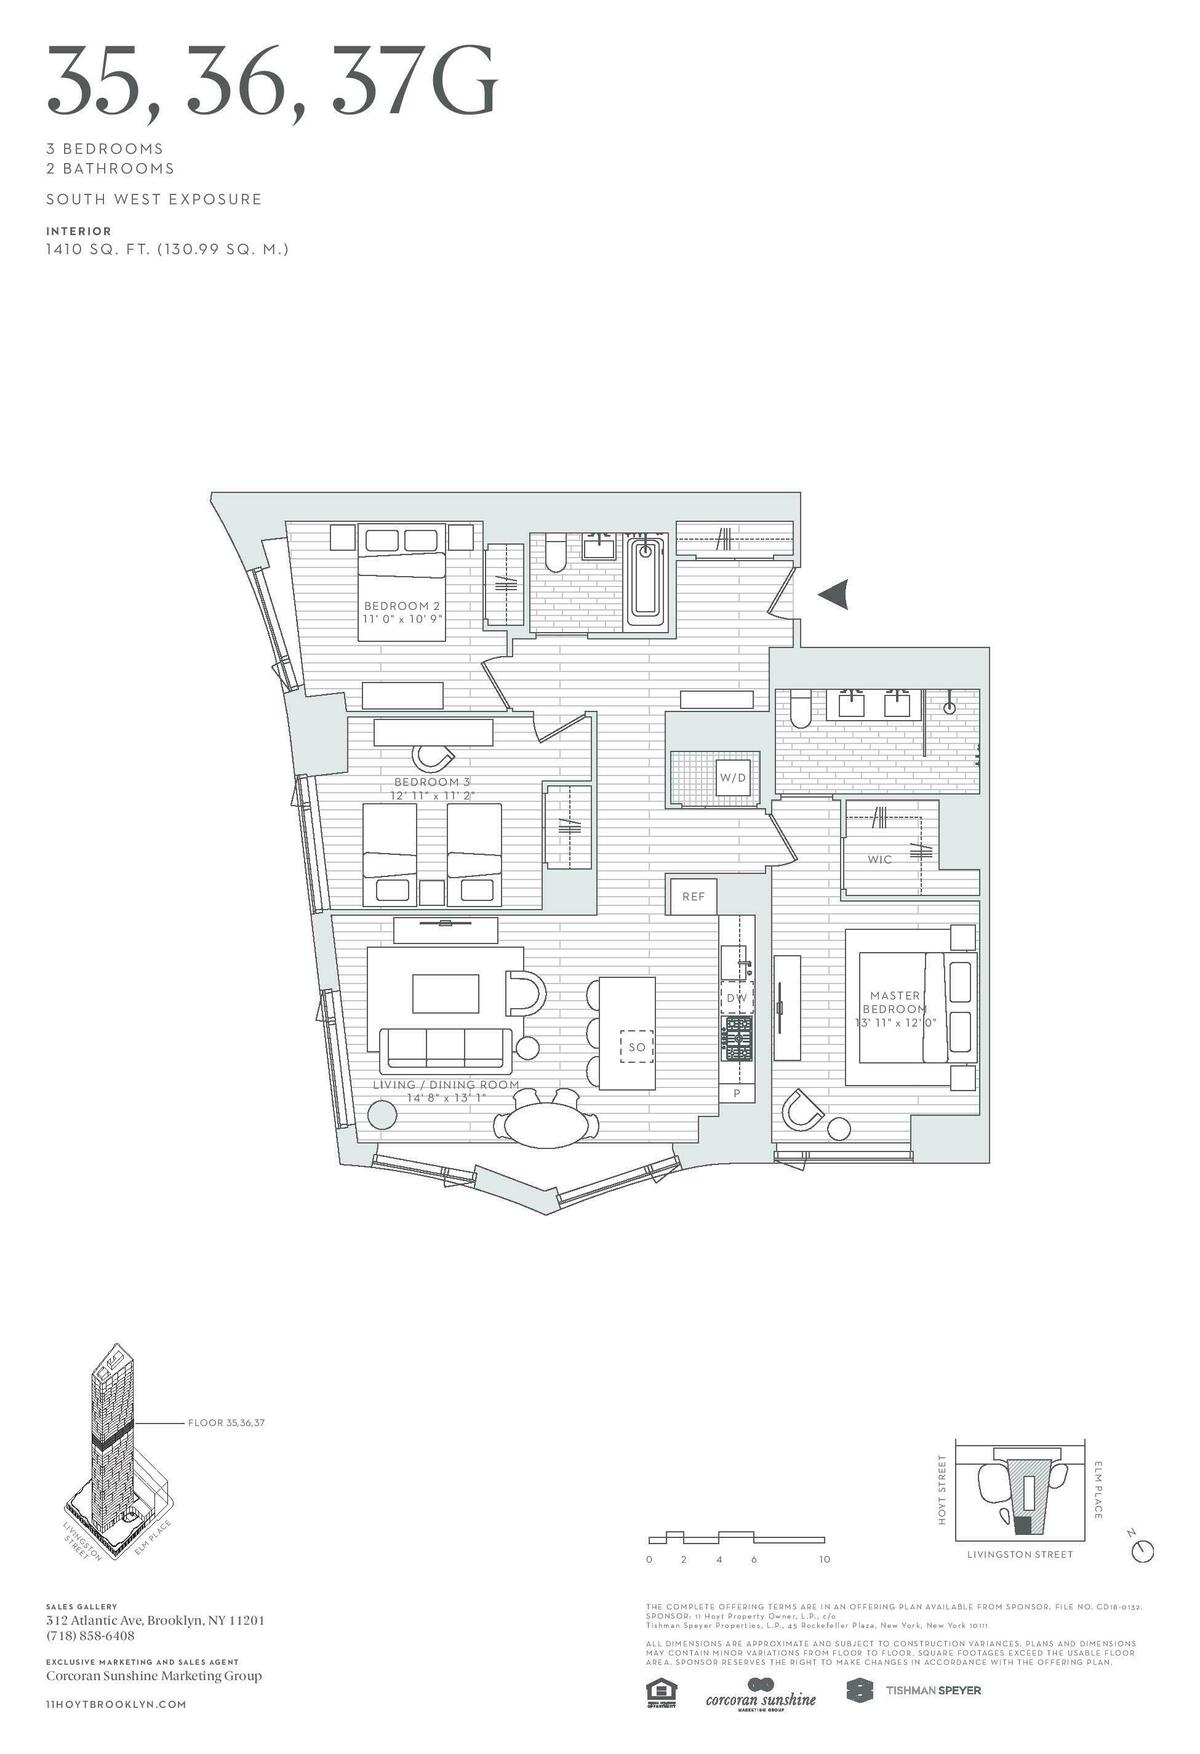 35, 36, 37G
3 BEDROOMS
2 BATHROOMS
SOUTH WEST EXPOSURE
INTERIOR
1410 SQ. FT. (130.99 SQ. M.)
BEDROOM 2
11' 0" x 10' 9"
W/D
BEDROOM 3
12' 11" x 11' 2"
WIC
REF
DW
MASTER
BEDROOM
13' 11" x 12' 0"
SO
LIVING / DINING ROOM
14' 8" x 13' 1"
P
FLOOR 35,36,37
LIVINGSTON
STREET
ELM PLACE
HOYT STREET
ELM PLACE
LIVINGSTON STREET
N
0 2 4 6 10
SALES GALLERY
312 Atlantic Ave, Brooklyn, NY 11201
(718) 858-6408
EXCLUSIVE MARKETING AND SALES AGENT
Corcoran Sunshine Marketing Group
11HOYTBROOKLYN.COM
THE COMPLETE OFFERING TERMS ARE IN AN OFFERING PLAN AVAILABLE FROM SPONSOR. FILE NO. CD18-0132.
SPONSOR: 11 Hoyt Property Owner, L.P., c/o
Tishman Speyer Properties, L.P., 45 Rockefeller Plaza, New York, New York 10111
ALL DIMENSIONS ARE APPROXIMATE AND SUBJECT TO CONSTRUCTION VARIANCES. PLANS AND DIMENSIONS
MAY CONTAIN MINOR VARIATIONS FROM FLOOR TO FLOOR. SQUARE FOOTAGES EXCEED THE USABLE FLOOR
AREA. SPONSOR RESERVES THE RIGHT TO MAKE CHANGES IN ACCORDANCE WITH THE OFFERING PLAN.
EQUAL HOUSING
OPPORTUNITY
corcoran sunshine
MARKETING GROUP
TISHMAN SPEYER